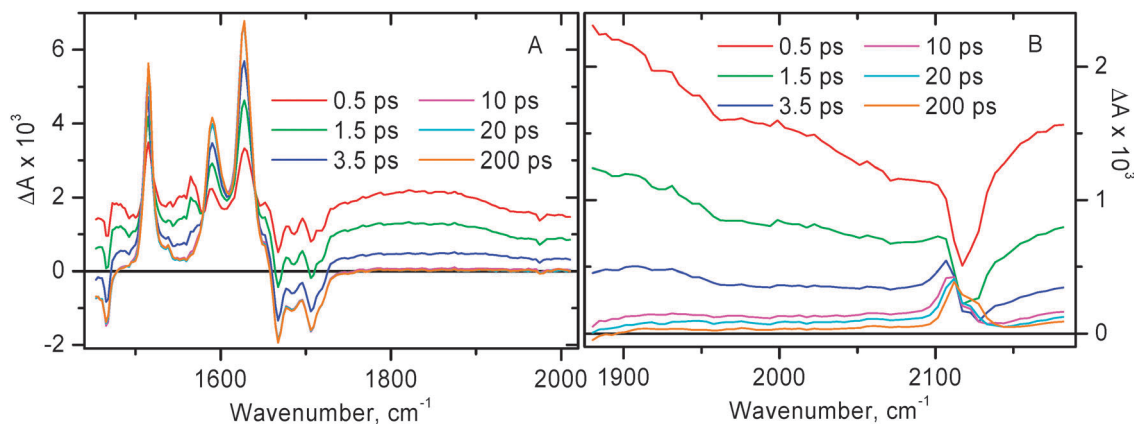 A
B
0.5 ps
10 ps
1.5 ps
20 ps
3.5 ps
200 ps
0.5 ps
10 ps
1.5 ps
20 ps
3.5 ps
200 ps
6
4
2
0
-2
ΔA x 10³
1600
1800
2000
Wavenumber, cm⁻¹
1900
2000
2100
Wavenumber, cm⁻¹
2
1
0
ΔA x 10³